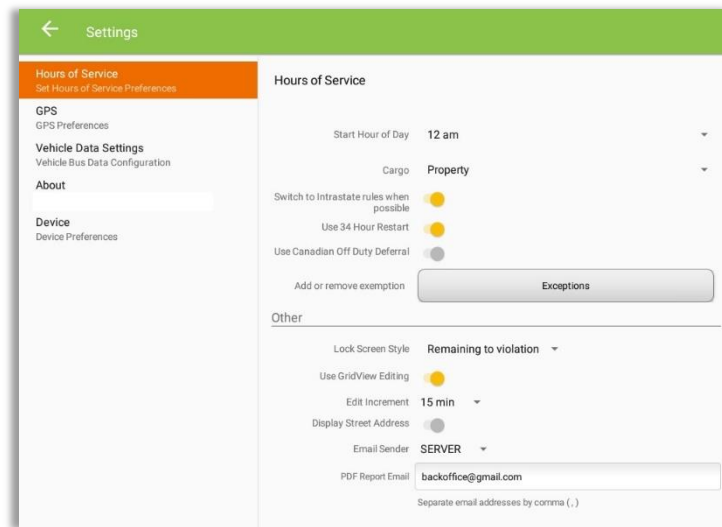 Settings
Hours of Service
Set Hours of Service Preferences
GPS
GPS Preferences
Vehicle Data Settings
Vehicle Bus Data Configuration
About
Device
Device Preferences
Hours of Service
Start Hour of Day 12 am
Cargo Property
Switch to Intrastate rules when
possible
Use 34 Hour Restart
Use Canadian Off Duty Deferral
Add or remove exemption Exceptions
Other
Lock Screen Style Remaining to violation
Use GridView Editing
Edit Increment 15 min
Display Street Address
Email Sender SERVER
PDF Report Email backoffice@gmail.com
Separate email addresses by comma ( , )